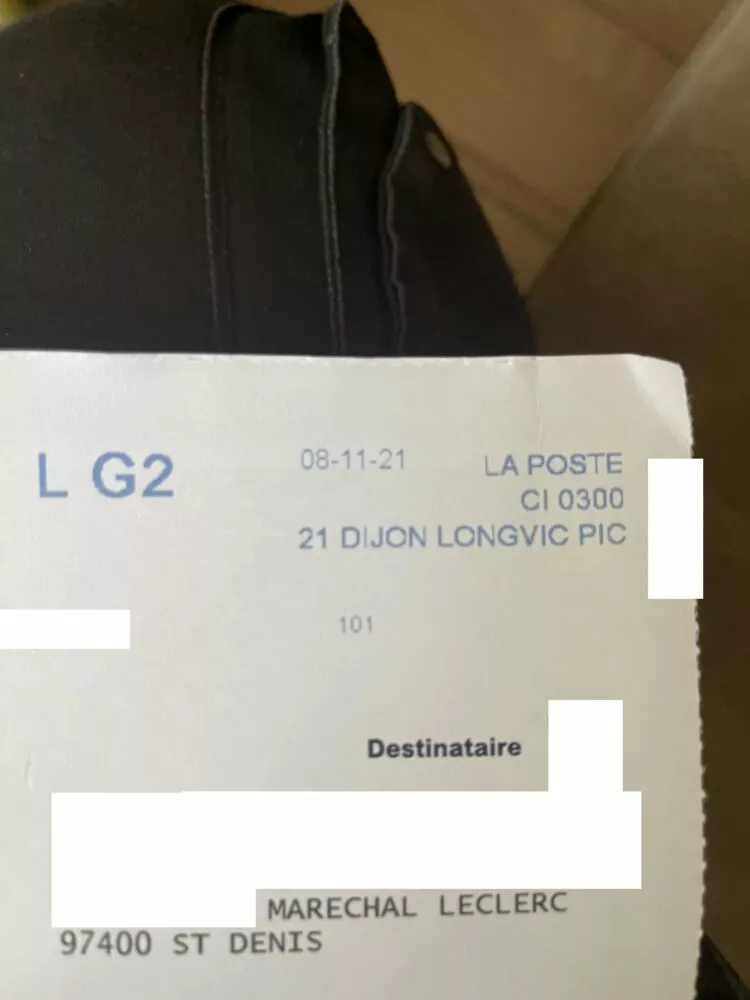 L G2 08-11-21 LA POSTE
CI 0300
21 DIJON LONGVIC PIC
101
Destinataire
MARECHAL LECLERC
97400 ST DENIS